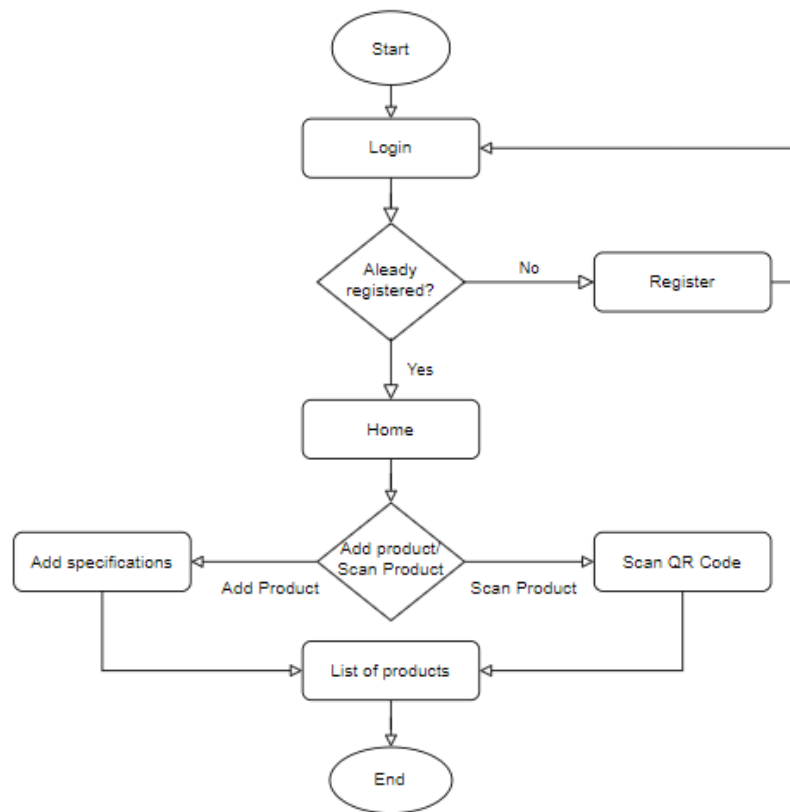 Start
Login
Aleady
registered?
No
Register
Yes
Home
Add specifications
Add product/
Scan Product
Scan QR Code
Add Product
Scan Product
List of products
End